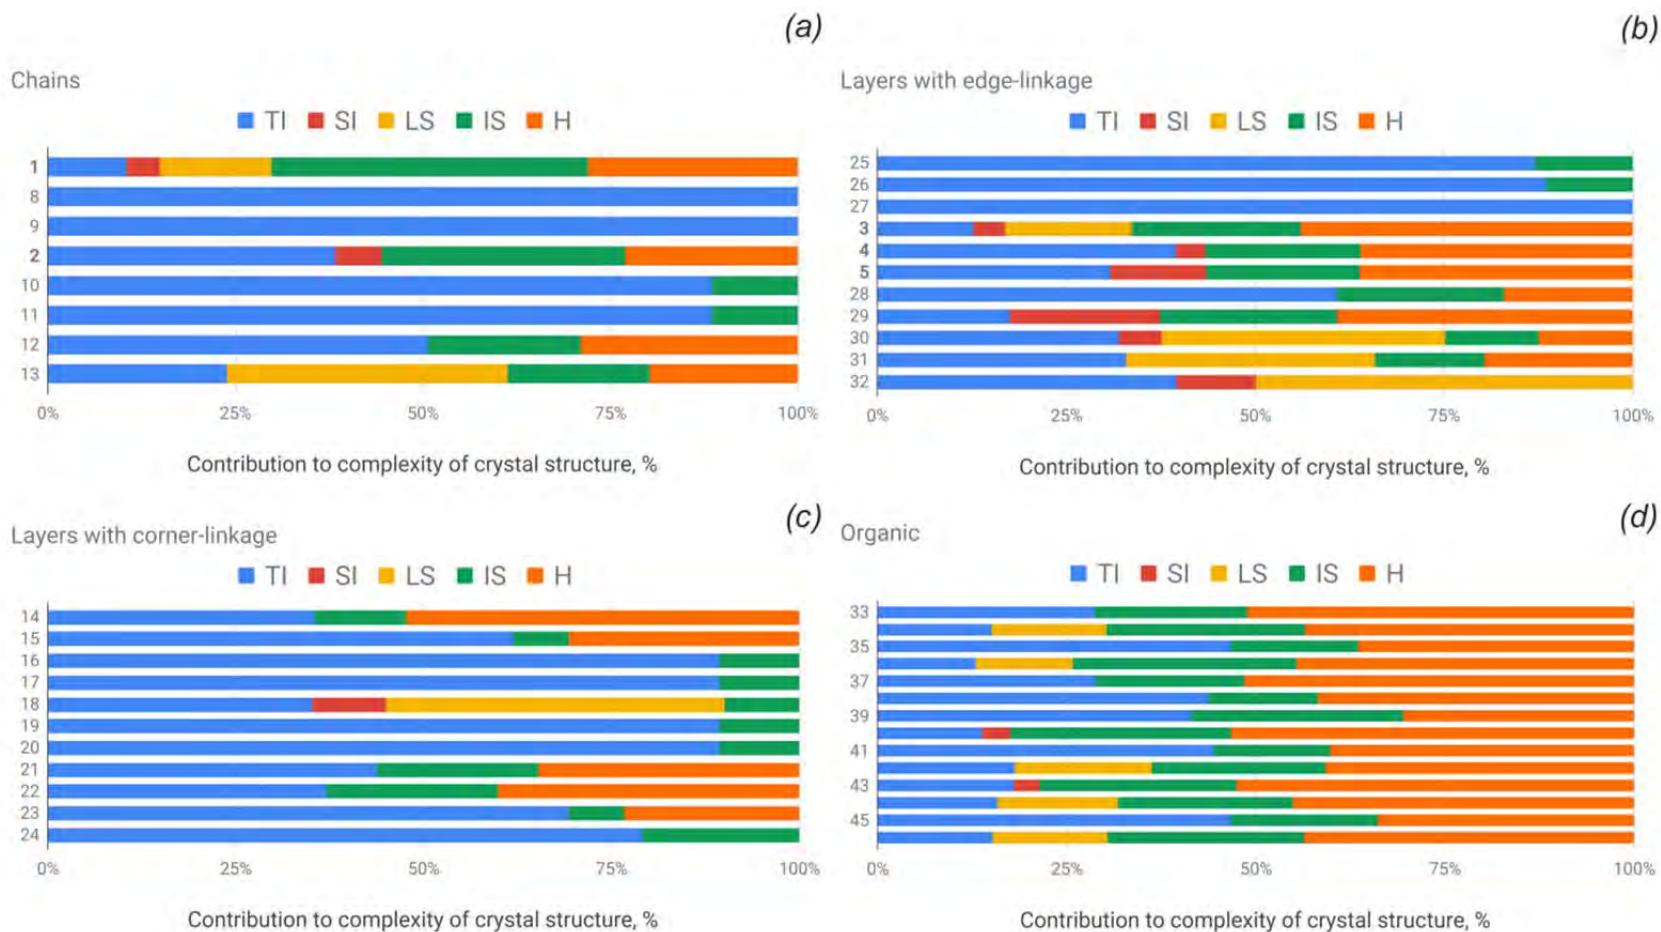 (a)
Chains
TI SI LS IS H
1
8
9
2
10
11
12
13
0% 25% 50% 75% 100%
Contribution to complexity of crystal structure, %
(b)
Layers with edge-linkage
TI SI LS IS H
25
26
27
3
4
5
28
29
30
31
32
0% 25% 50% 75% 100%
Contribution to complexity of crystal structure, %
(c)
Layers with corner-linkage
TI SI LS IS H
14
15
16
17
18
19
20
21
22
23
24
0% 25% 50% 75% 100%
Contribution to complexity of crystal structure, %
(d)
Organic
TI SI LS IS H
33
35
37
39
41
43
45
0% 25% 50% 75% 100%
Contribution to complexity of crystal structure, %